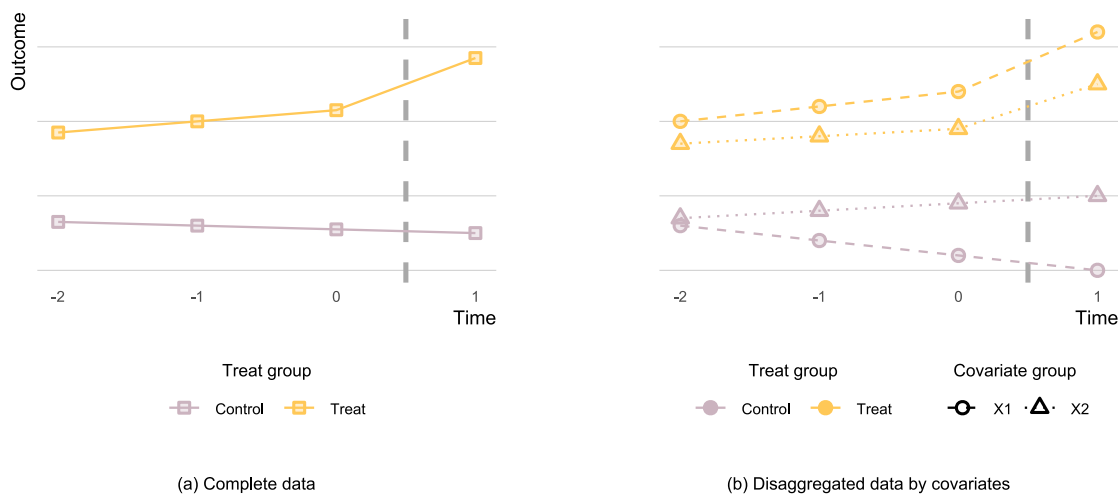 Outcome
-2 -1 0 1
Time
Treat group
Control Treat
(a) Complete data
-2 -1 0 1
Time
Treat group Covariate group
Control Treat X1 X2
(b) Disaggregated data by covariates